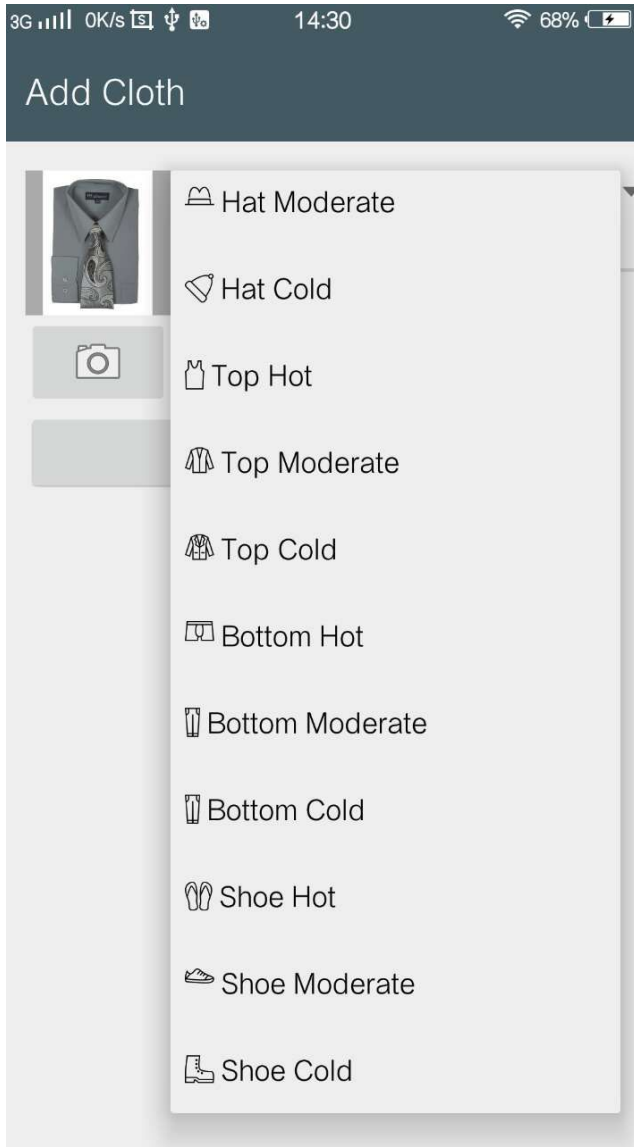 3G 0K/s 14:30 68%
Add Cloth
Hat Moderate
Hat Cold
Top Hot
Top Moderate
Top Cold
Bottom Hot
Bottom Moderate
Bottom Cold
Shoe Hot
Shoe Moderate
Shoe Cold